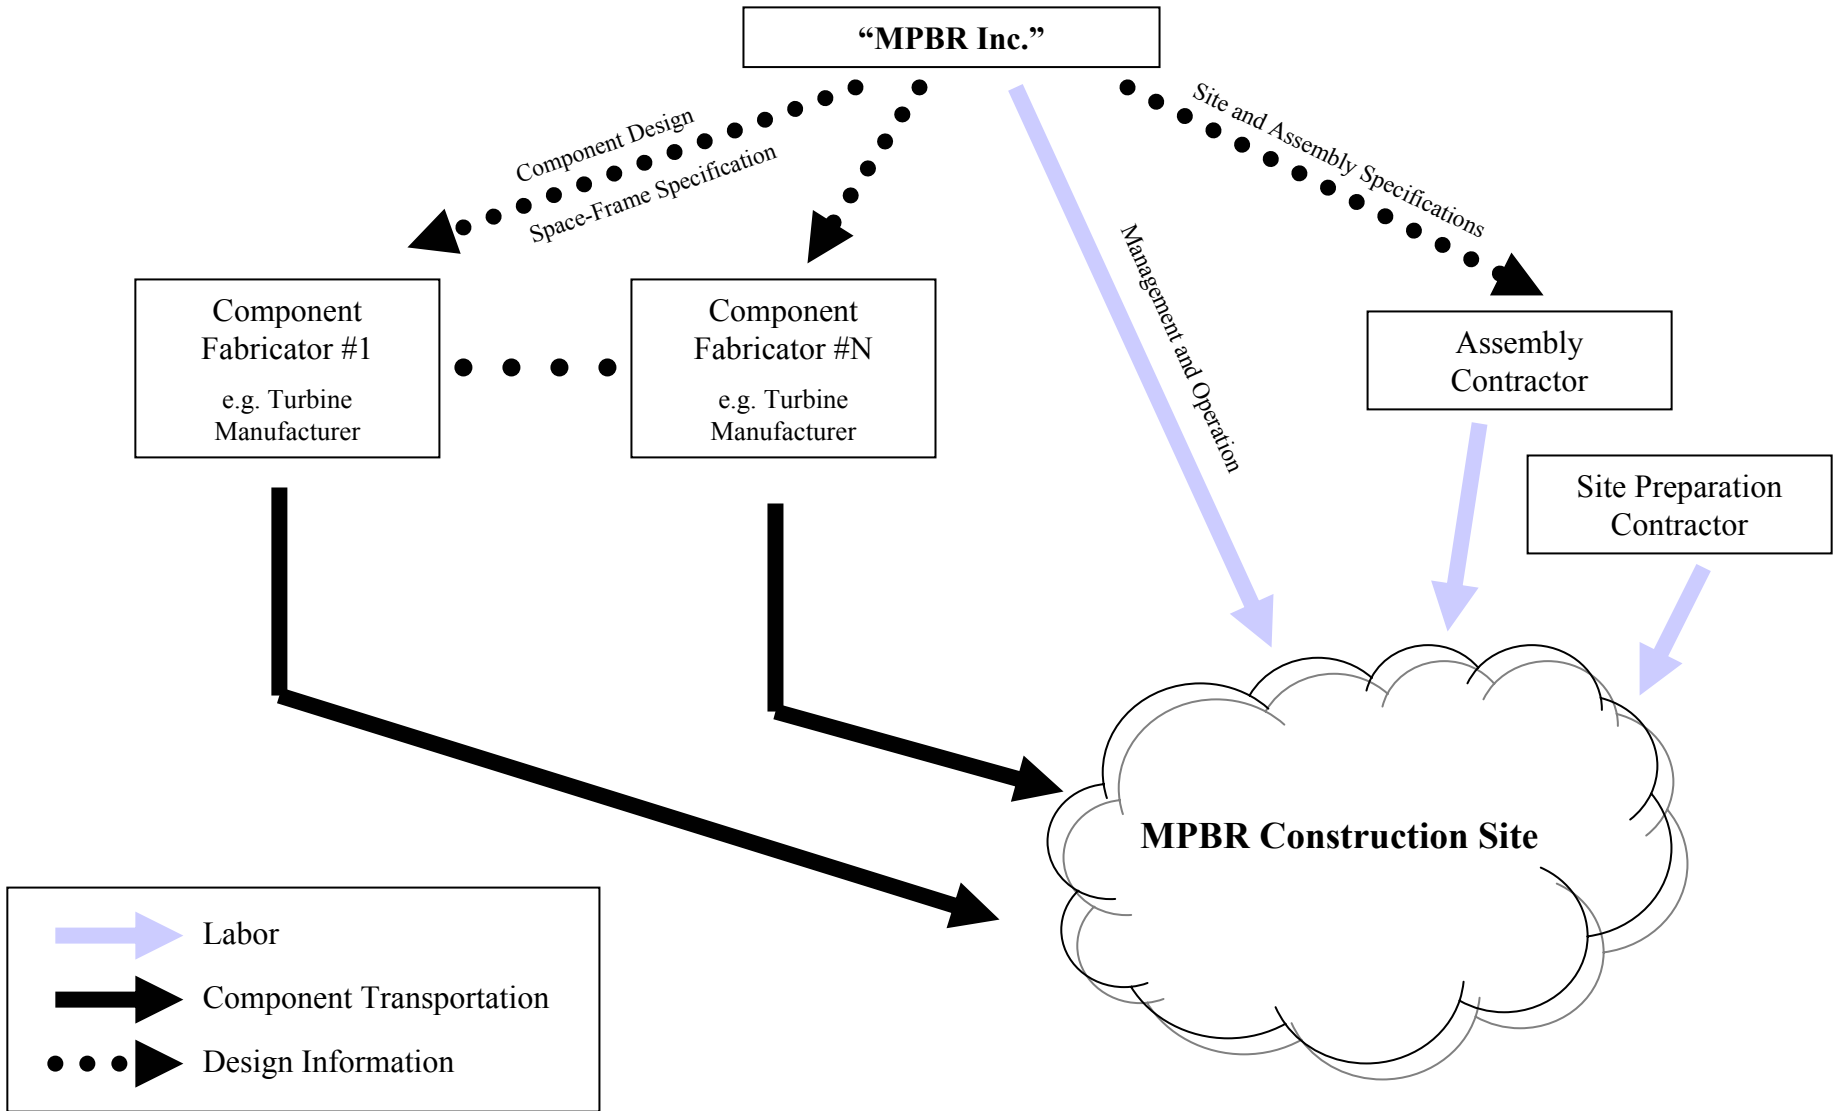 “MPBR Inc.”
Component Design
Space-Frame Specification
Site and Assembly Specifications
Management and Operation
Component
Fabricator #1
e.g. Turbine
Manufacturer
Component
Fabricator #N
e.g. Turbine
Manufacturer
Assembly
Contractor
Site Preparation
Contractor
MPBR Construction Site
Labor
Component Transportation
Design Information